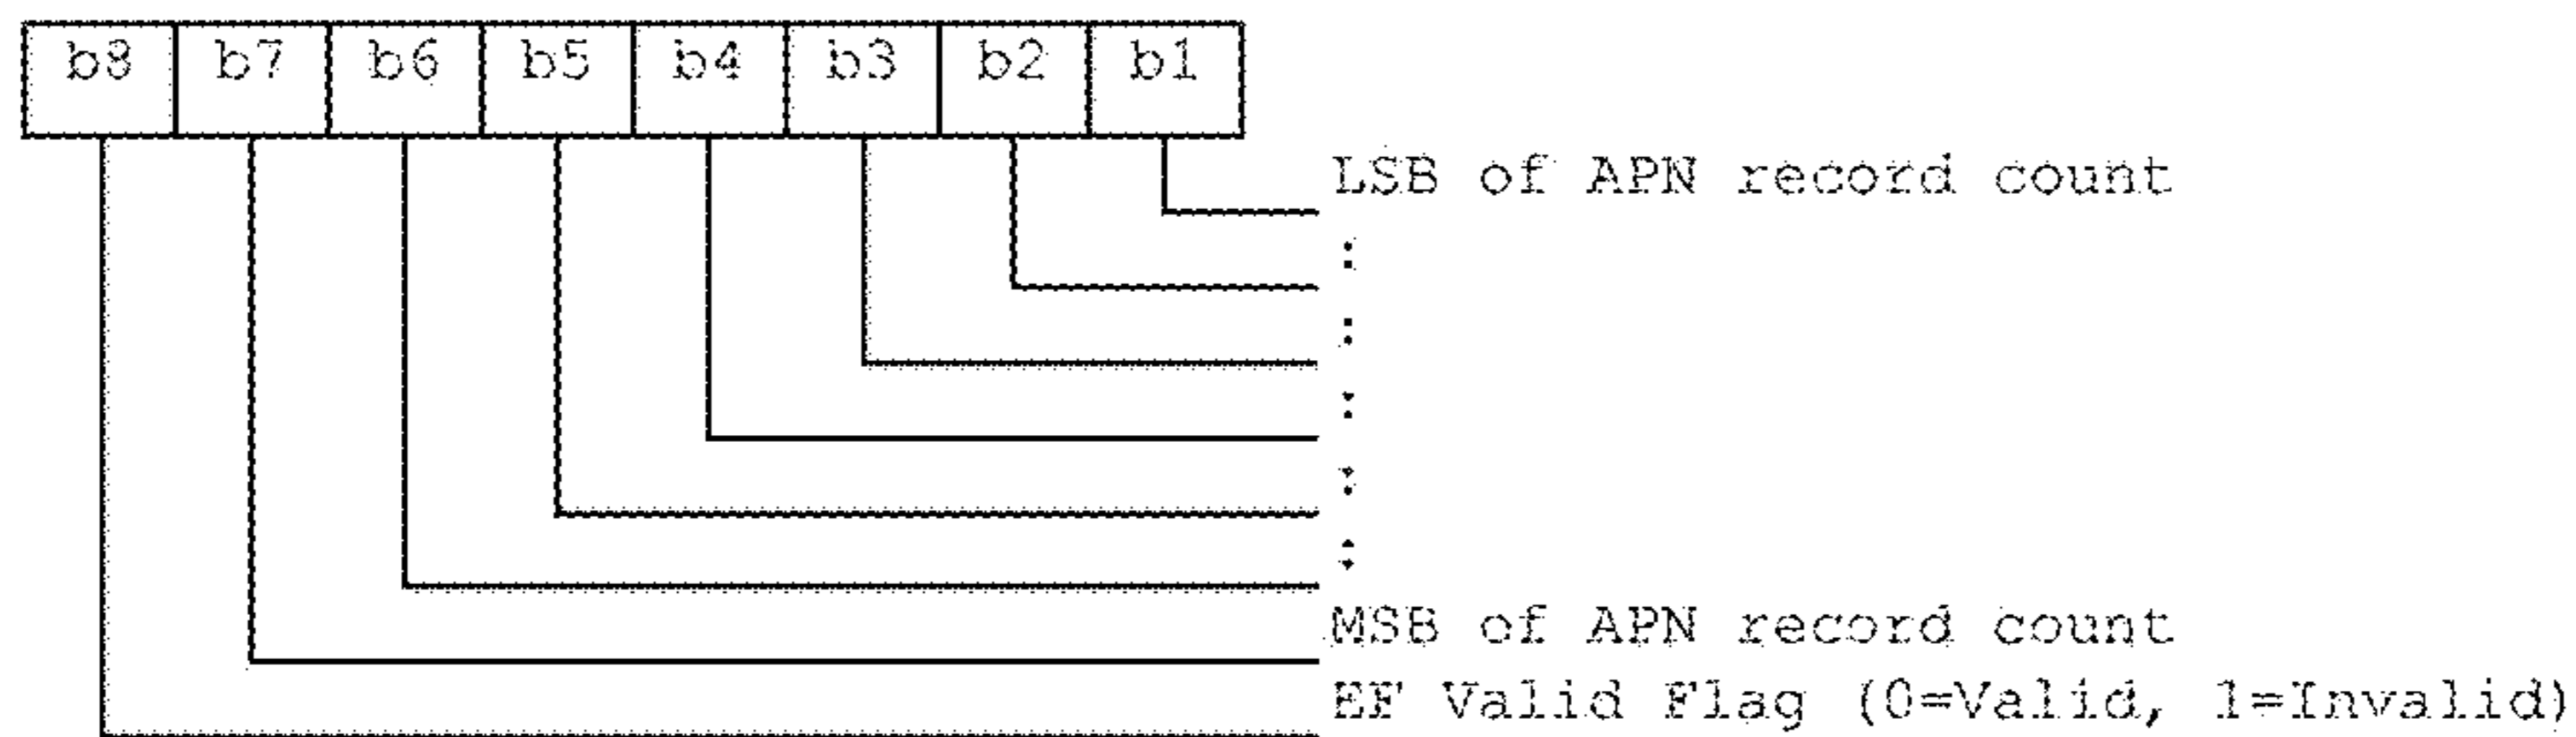 b8 b7 b6 b5 b4 b3 b2 b1
LSB of APN record count
:
:
:
:
:
MSB of APN record count
EF Valid Flag (0=Valid, 1=Invalid)